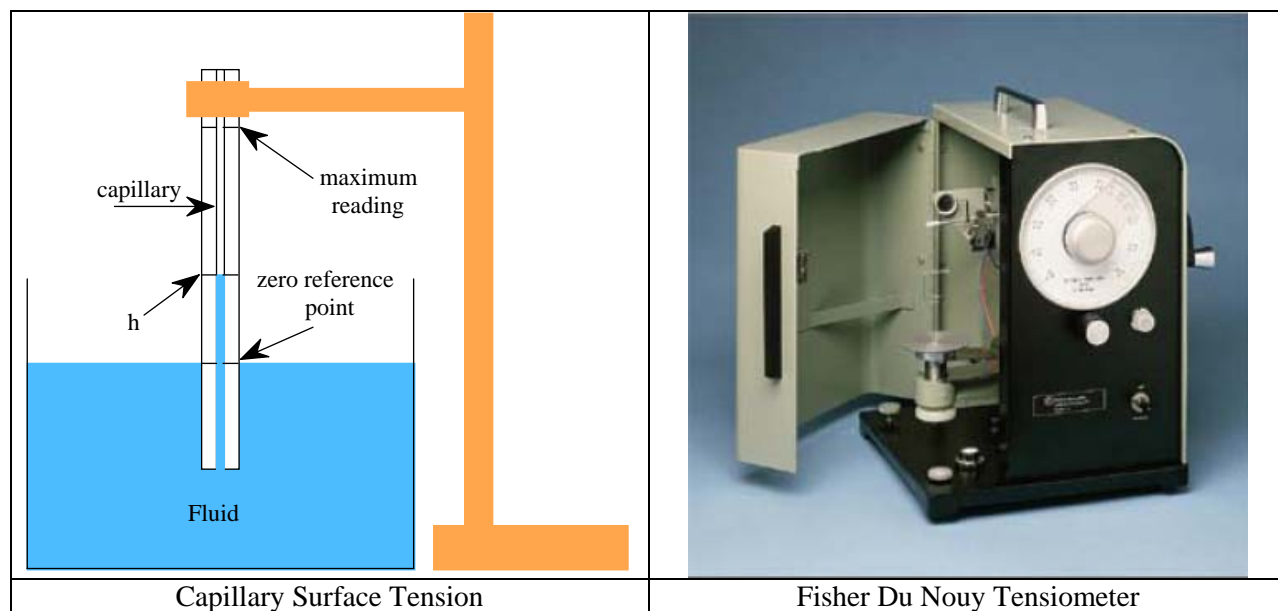 capillary
maximum
reading
zero reference
point
h
Fluid
Capillary Surface Tension
Fisher Du Nouy Tensiometer